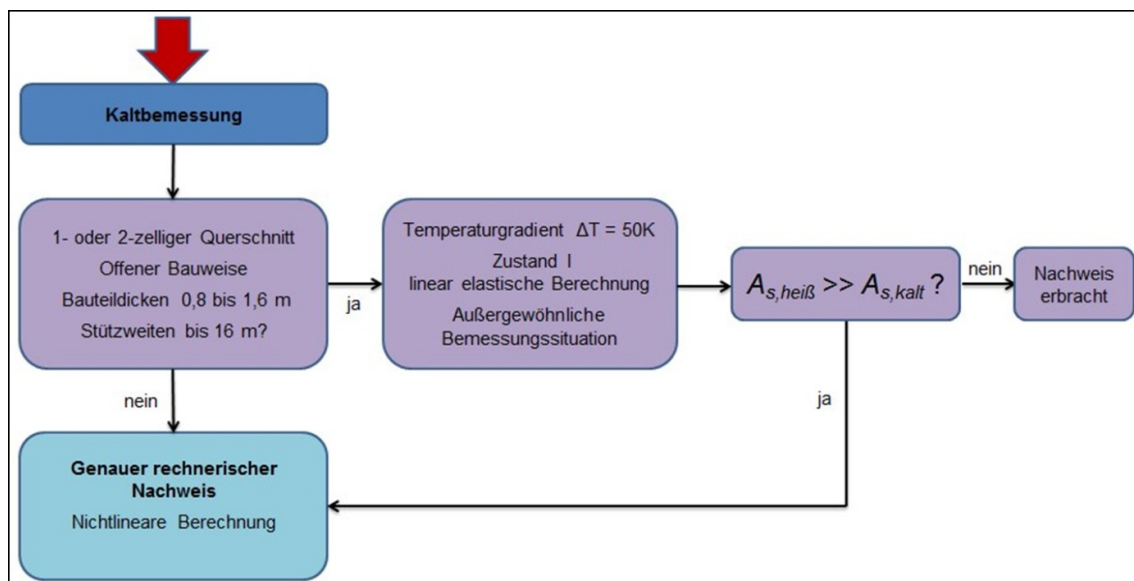 Kaltbemessung
1- oder 2-zelliger Querschnitt
Offener Bauweise
Bauteildicken 0,8 bis 1,6 m
Stützweiten bis 16 m?
ja
Temperaturgradient ΔT = 50K
Zustand I
linear elastische Berechnung
Außergewöhnliche
Bemessungssituation
A_{s,heiß} >> A_{s,kalt} ?
nein
Nachweis
erbracht
nein
ja
Genauer rechnerischer
Nachweis
Nichtlineare Berechnung